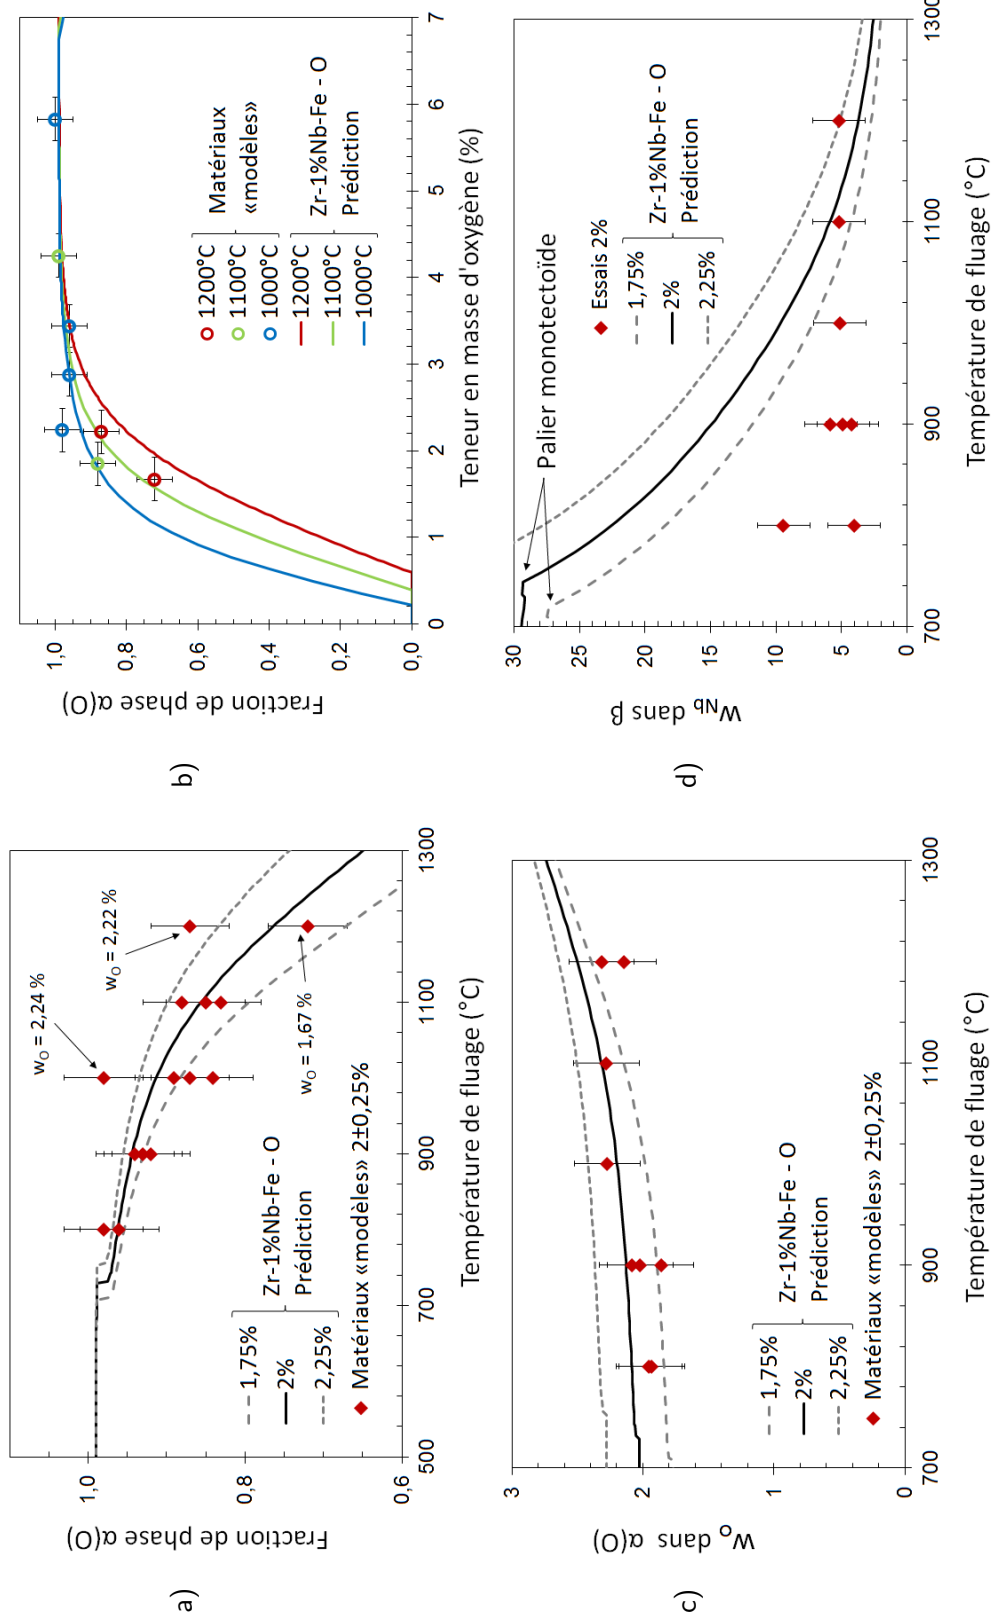 a)
Fraction de phase α(O)
1,0
0,8
0,6
500
700
900
1100
1300
Température de fluage (°C)
w_O = 2,24 %
w_O = 2,22 %
w_O = 1,67 %
1,75%
2%
2,25%
Zr-1%Nb-Fe - O
Prédiction
Matériaux «modèles» 2±0,25%
b)
Fraction de phase α(O)
1,0
0,8
0,6
0,4
0,2
0,0
0
1
2
3
4
5
6
7
Teneur en masse d'oxygène (%)
1200°C
1100°C
1000°C
Matériaux
«modèles»
1200°C
1100°C
1000°C
Zr-1%Nb-Fe - O
Prédiction
c)
W_O dans α(O)
3
2
1
0
700
900
1100
1300
Température de fluage (°C)
1,75%
2%
2,25%
Zr-1%Nb-Fe - O
Prédiction
Matériaux «modèles» 2±0,25%
d)
W_Nb dans β
30
25
20
15
10
5
0
700
900
1100
1300
Température de fluage (°C)
Palier monotectoïde
Essais 2%
1,75%
2%
2,25%
Zr-1%Nb-Fe - O
Prédiction